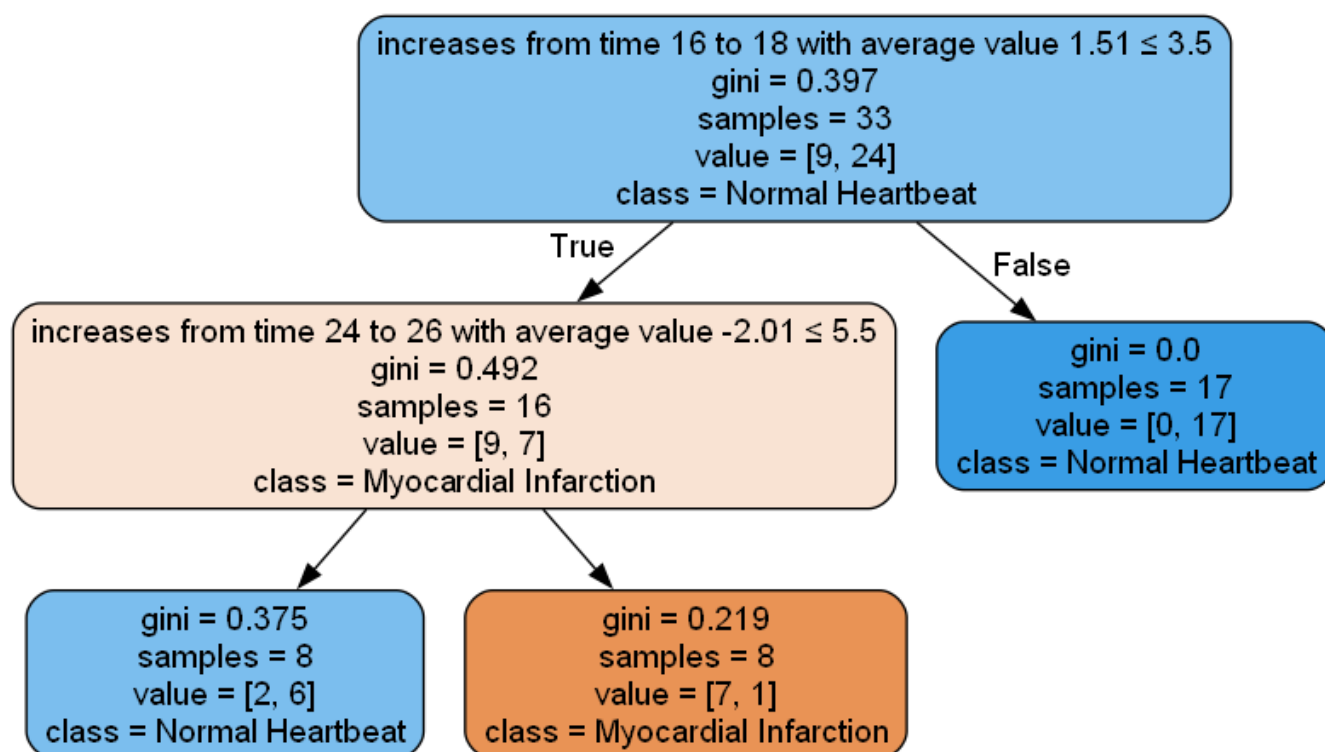 increases from time 16 to 18 with average value 1.51 ≤ 3.5
gini = 0.397
samples = 33
value = [9, 24]
class = Normal Heartbeat
True
False
increases from time 24 to 26 with average value -2.01 ≤ 5.5
gini = 0.492
samples = 16
value = [9, 7]
class = Myocardial Infarction
gini = 0.0
samples = 17
value = [0, 17]
class = Normal Heartbeat
gini = 0.375
samples = 8
value = [2, 6]
class = Normal Heartbeat
gini = 0.219
samples = 8
value = [7, 1]
class = Myocardial Infarction